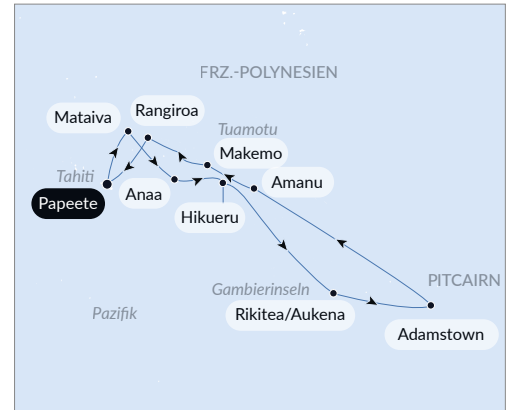 FRZ.-POLYNESIEN
Mataiva
Rangiroa
Tuamotu
Makemo
Tahiti
Anaa
Amanu
Papeete
Hikueru
PITCAIRN
Gambierinseln
Rikitea/Aukena
Pazifik
Adamstown